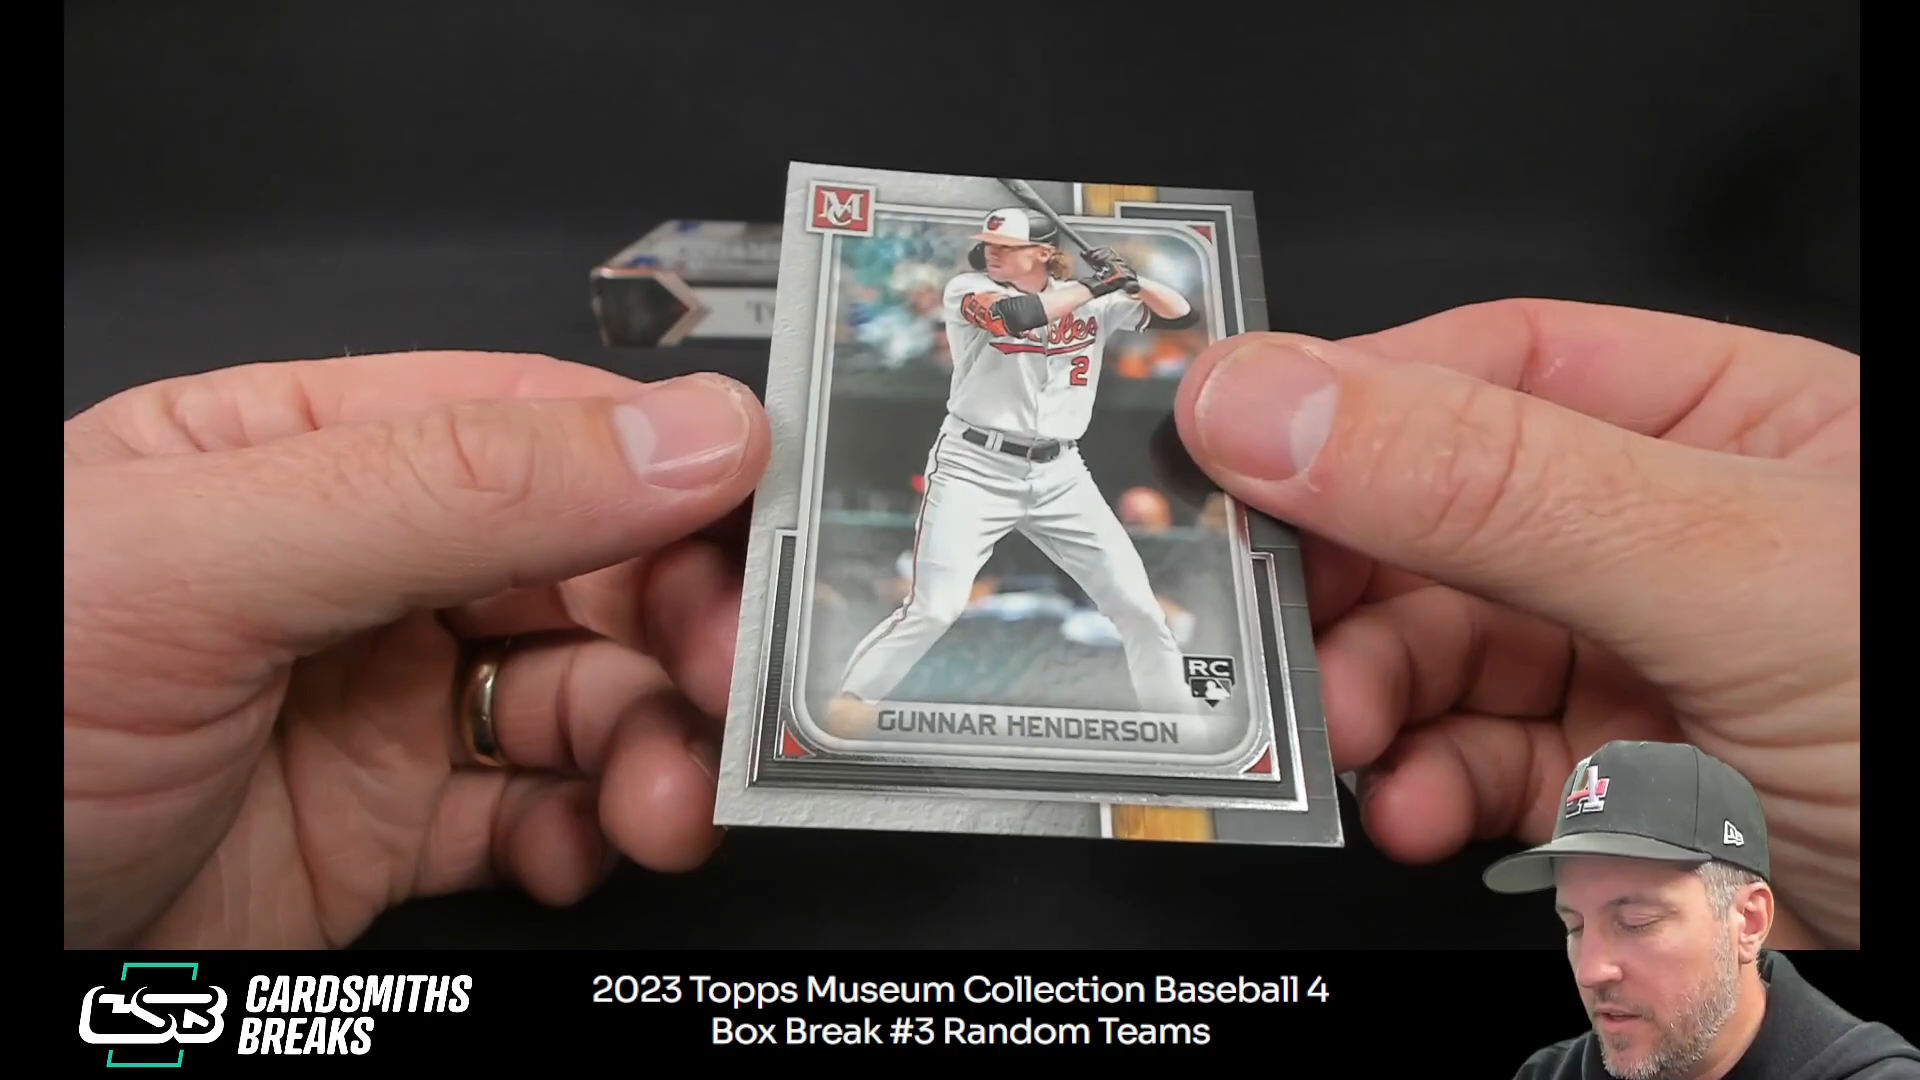 MC
Orioles
2
RC
GUNNAR HENDERSON
CARDSMITHS
BREAKS
CSB
2023 Topps Museum Collection Baseball 4
Box Break #3 Random Teams
LA